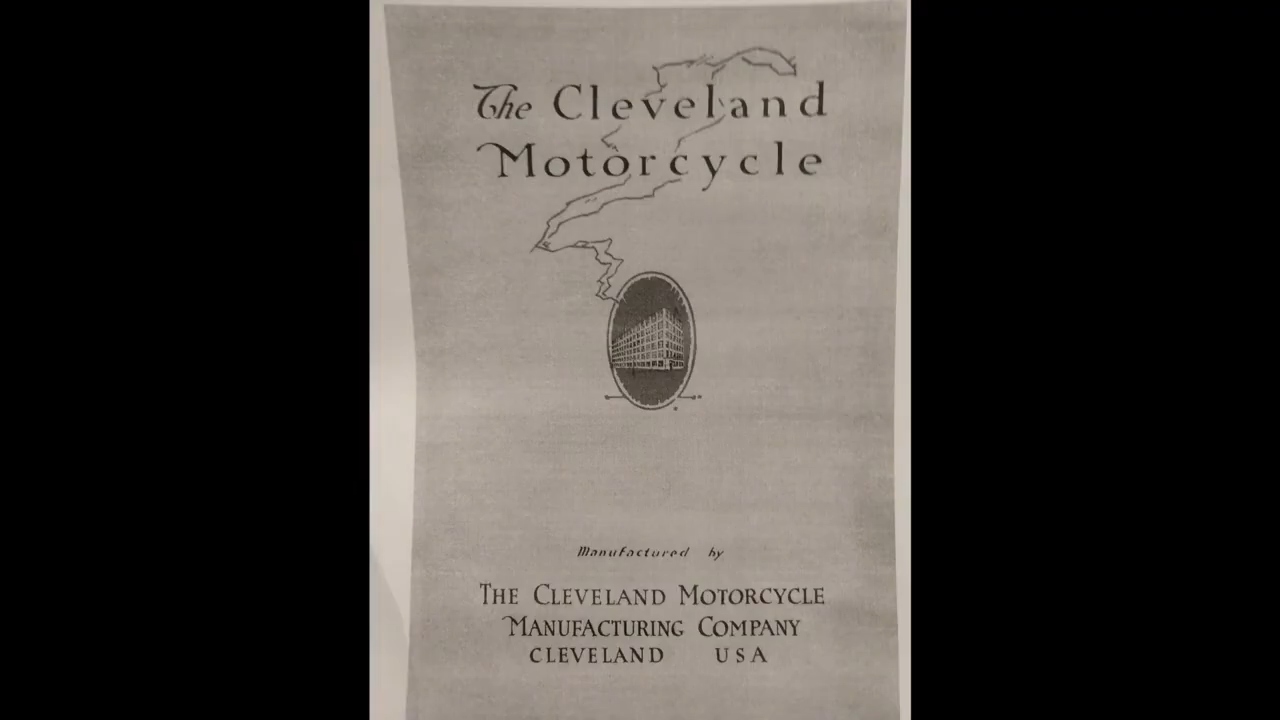 The Cleveland
Motorcycle
Manufactured by
THE CLEVELAND MOTORCYCLE
MANUFACTURING COMPANY
CLEVELAND USA